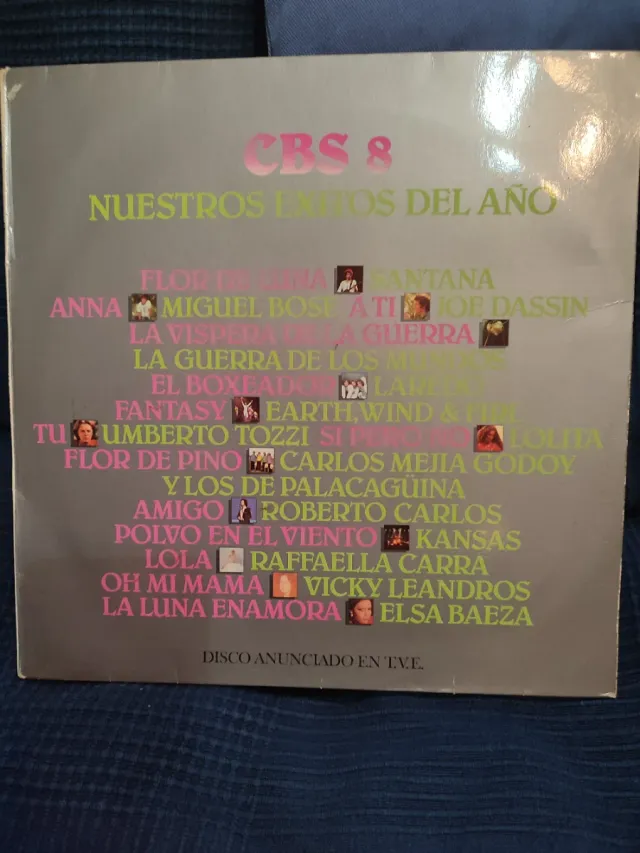 CBS 8
NUESTROS EXITOS DEL AÑO
FLOR DE LUNA SANTANA
ANNA MIGUEL BOSE A TI JOE DASSIN
LA VISPERA DE LA GUERRA
LA GUERRA DE LOS MUNDOS
EL BOXEADOR LAREDO
FANTASY EARTH, WIND & FIRE
TU UMBERTO TOZZI SI PERO NO LOLITA
FLOR DE PINO CARLOS MEJIA GODOY
Y LOS DE PALACAGÜINA
AMIGO ROBERTO CARLOS
POLVO EN EL VIENTO KANSAS
LOLA RAFFAELLA CARRA
OH MI MAMA VICKY LEANDROS
LA LUNA ENAMORA ELSA BAEZA
DISCO ANUNCIADO EN T.V.E.